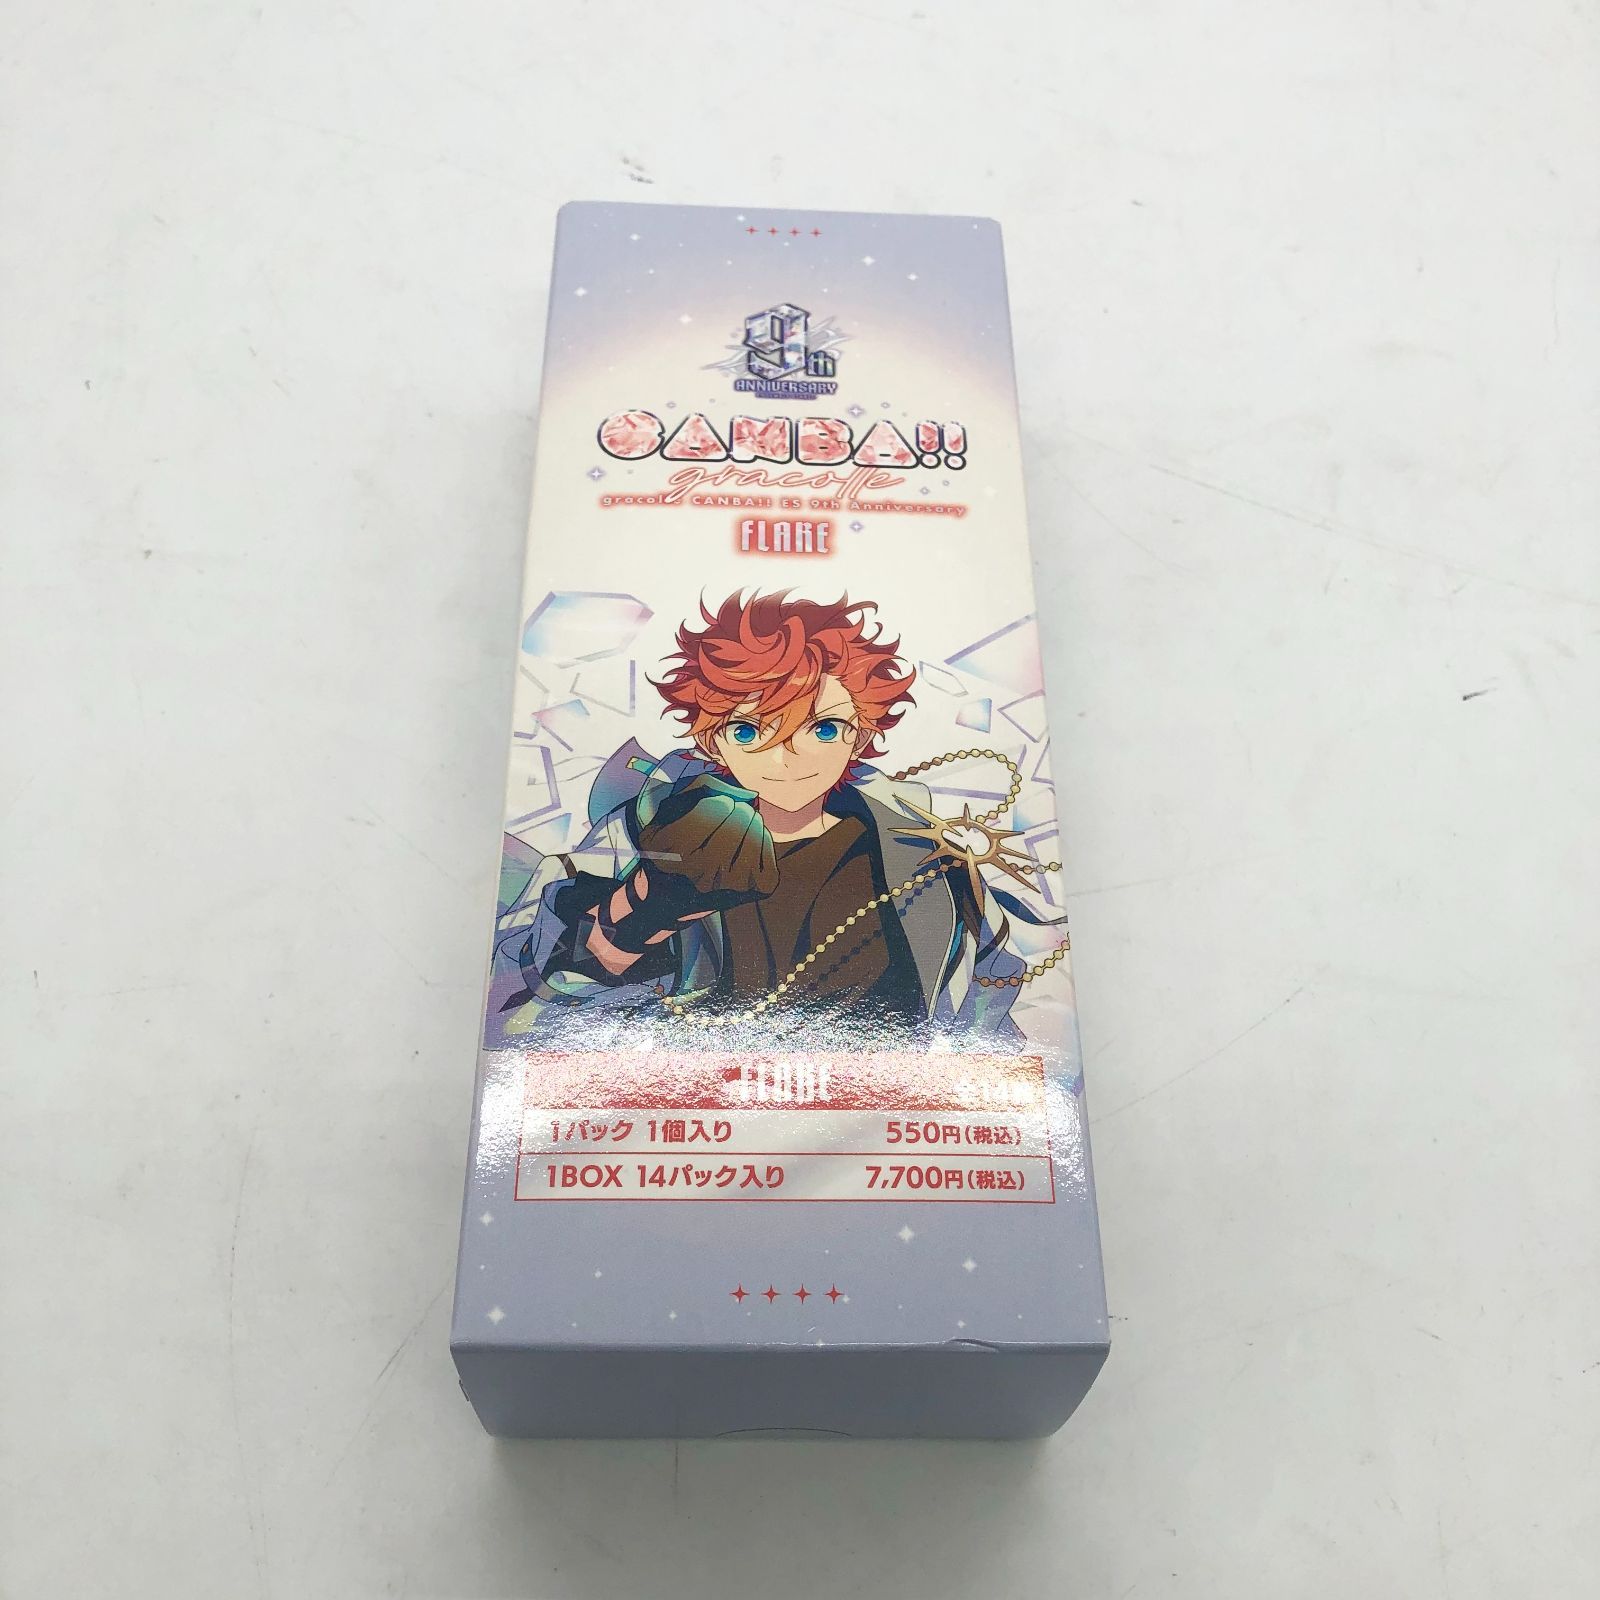 9th
ANNIVERSARY
CANBA!!
gracolle
gracolle CANBA!! ES 9th Anniversary
FLARE
FLARE
1パック 1個入り 550円(税込)
1BOX 14パック入り 7,700円(税込)